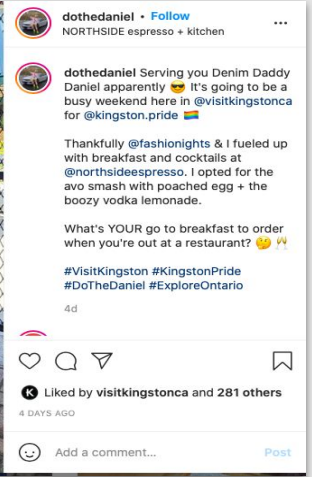 dothedaniel • Follow
NORTHSIDE espresso + kitchen
dothedaniel Serving you Denim Daddy
Daniel apparently 😎 It's going to be a
busy weekend here in @visitkingstonca
for @kingston.pride 🏳️‍🌈
Thankfully @fashionights & I fueled up
with breakfast and cocktails at
@northsideespresso. I opted for the
avo smash with poached egg + the
boozy vodka lemonade.
What's YOUR go to breakfast to order
when you're out at a restaurant? 🤔 🥂
#VisitKingston #KingstonPride
#DoTheDaniel #ExploreOntario
4d
K Liked by visitkingstonca and 281 others
4 DAYS AGO
Add a comment... Post